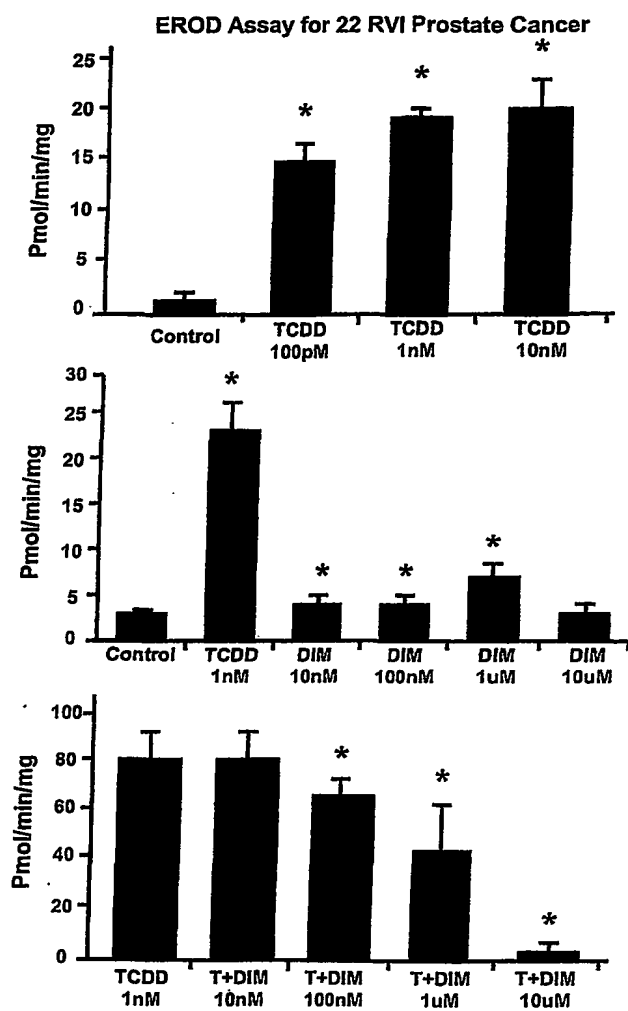 EROD Assay for 22 RVI Prostate Cancer
Pmol/min/mg
25
20
15
10
5
0
* * *
Control TCDD TCDD TCDD
100pM 1nM 10nM
Pmol/min/mg
30
25
20
15
10
5
0
* * * *
Control TCDD DIM DIM DIM DIM
1nM 10nM 100nM 1uM 10uM
Pmol/min/mg
100
80
60
40
20
0
* * *
TCDD T+DIM T+DIM T+DIM T+DIM
1nM 10nM 100nM 1uM 10uM